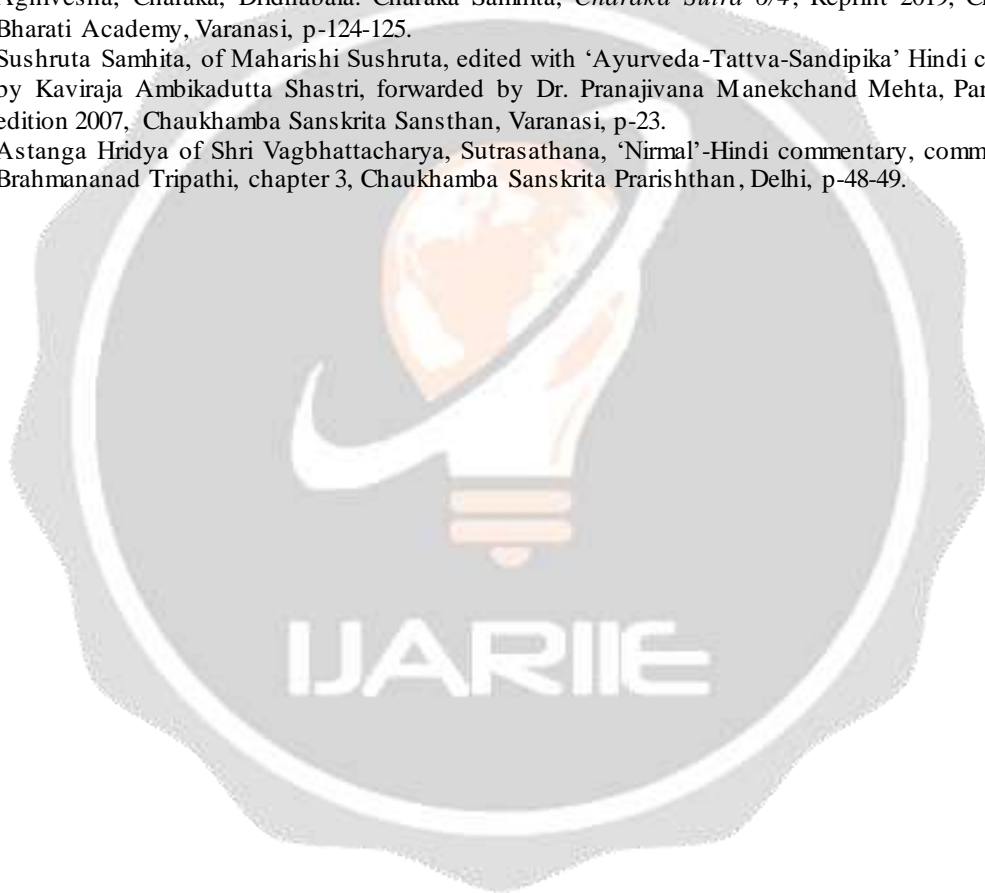 Agnivesha, Charaka, Dridhabala. Charaka Samhita, Charaka Sutra 6/4, Reprint 2019,
Bharati Academy, Varanasi, p-124-125.
Sushruta Samhita, of Maharishi Sushruta, edited with ‘Ayurveda-Tattva-Sandipika’ Hindi
by Kaviraja Ambikadutta Shastri, forwarded by Dr. Pranajivana Manekchand Mehta,
edition 2007, Chaukhamba Sanskrita Sansthan, Varanasi, p-23.
Astanga Hridya of Shri Vagbhattacharya, Sutrasathana, ‘Nirmal’-Hindi commentary,
Brahmananad Tripathi, chapter 3, Chaukhamba Sanskrita Prarishthan, Delhi, p-48-49.
IJARIIE